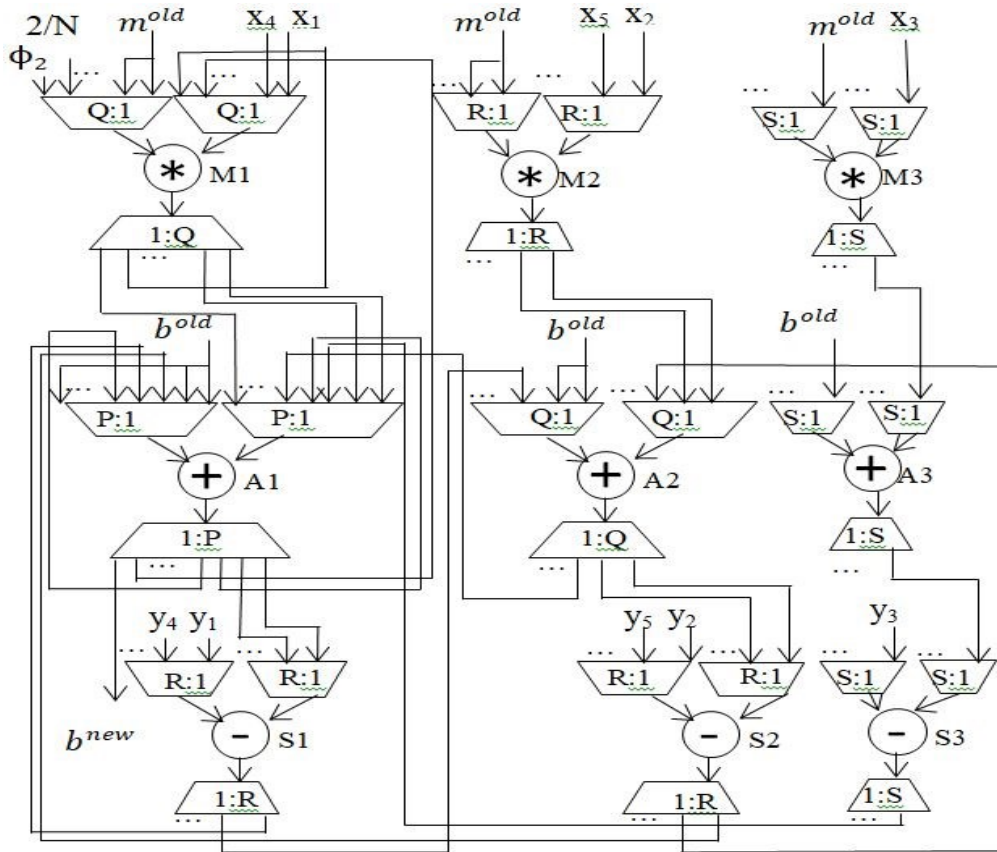 2/N m^old x₄ x₁ m^old x₅ x₂ m^old x₃
ϕ₂ ... ... ... ... ... ...
Q:1 Q:1 R:1 R:1 S:1 S:1
* M1 * M2 * M3
1:Q 1:R 1:S
... ... ...
b^old b^old b^old
... ... ... ... ... ...
P:1 P:1 Q:1 Q:1 S:1 S:1
+ A1 + A2 + A3
1:P 1:Q 1:S
... ... ...
y₄ y₁ y₅ y₂ y₃
... ... ... ... ... ...
R:1 R:1 R:1 R:1 S:1 S:1
b^new - S1 - S2 - S3
1:R 1:R 1:S
... ... ...